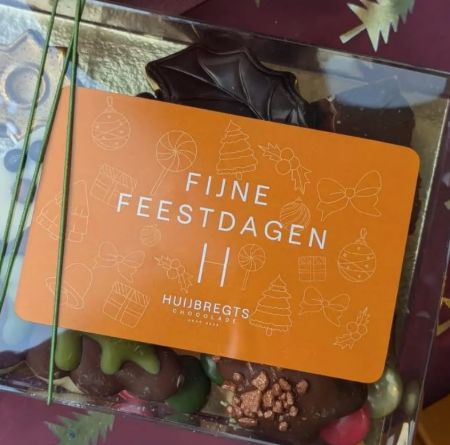 FIJNE
FEESTDAGEN
H
HUIJBREGTS
CHOCOLADE